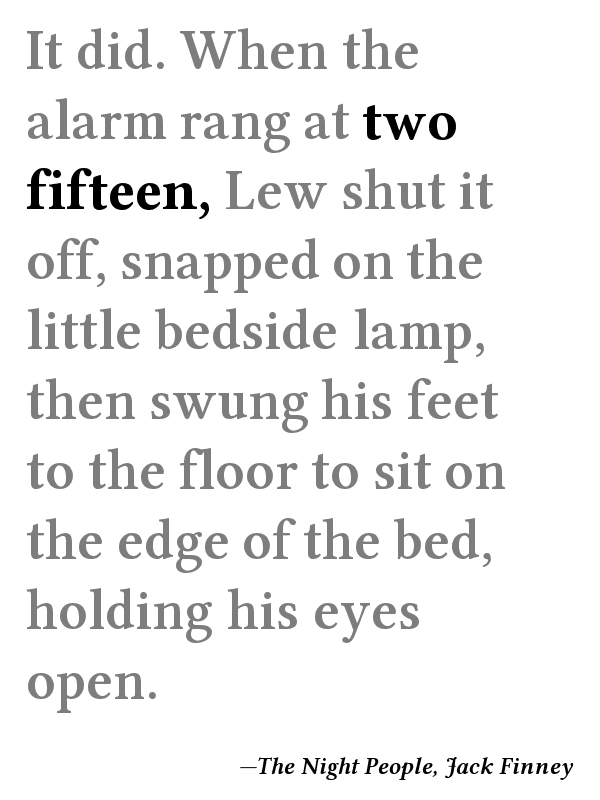 It did. When the
alarm rang at two
fifteen, Lew shut it
off, snapped on the
little bedside lamp,
then swung his feet
to the floor to sit on
the edge of the bed,
holding his eyes
open.
—The Night People, Jack Finney